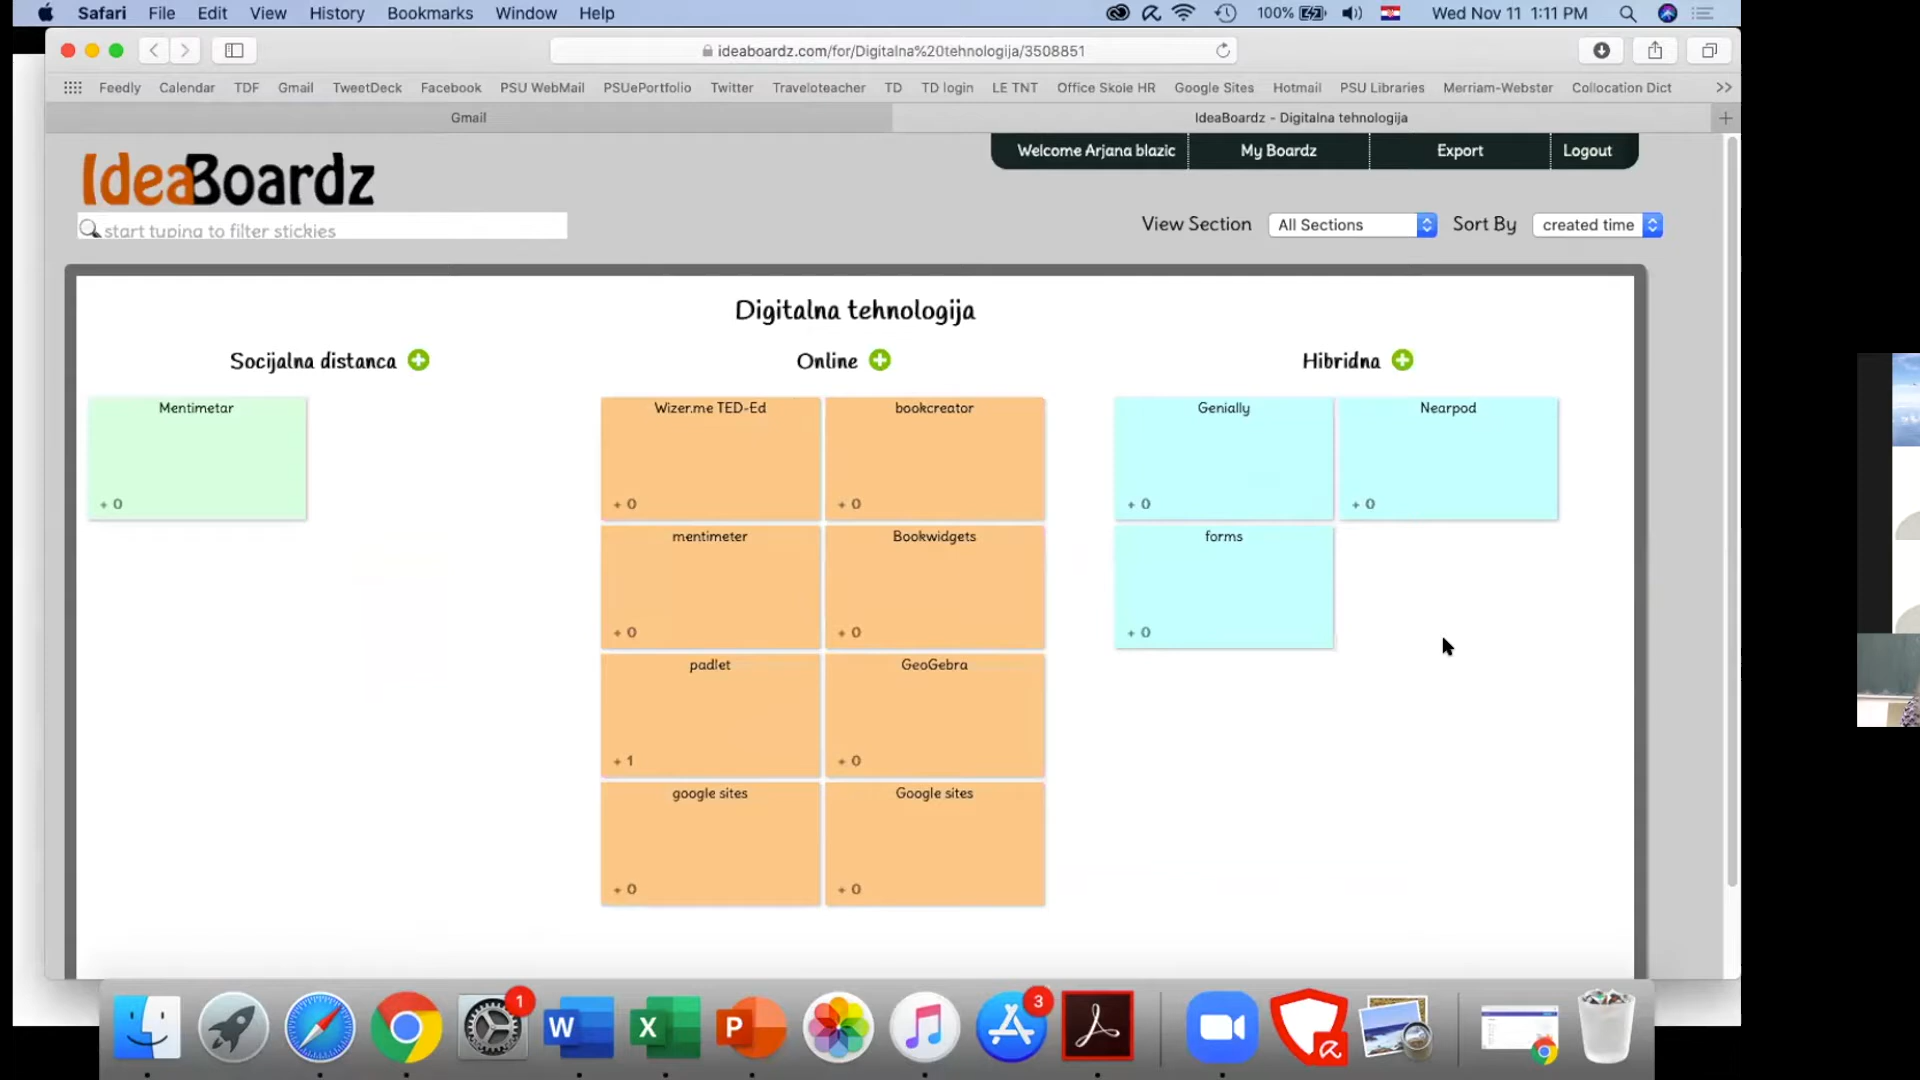 Safari File Edit View History Bookmarks Window Help 100% Wed Nov 11 1:11 PM
ideaboardz.com/for/Digitalna%20tehnologija/3508851
Feedly Calendar TDF Gmail TweetDeck Facebook PSU WebMail PSUePortfolio Twitter Traveloteacher TD TD login LE TNT Office Skole HR Google Sites Hotmail PSU Libraries Merriam-Webster Collocation Dict >>
Gmail IdeaBoardz - Digitalna tehnologija
Welcome Arjana blazic My Boardz Export Logout
IdeaBoardz
start typing to filter stickies
View Section All Sections Sort By created time
Digitalna tehnologija
Socijalna distanca Online Hibridna
Mentimetar Wizer.me TED-Ed bookcreator Genially Nearpod
+ 0 + 0 + 0 + 0 + 0
mentimeter Bookwidgets forms
+ 0 + 0 + 0
padlet GeoGebra
+ 1 + 0
google sites Google sites
+ 0 + 0
1 3
W X P